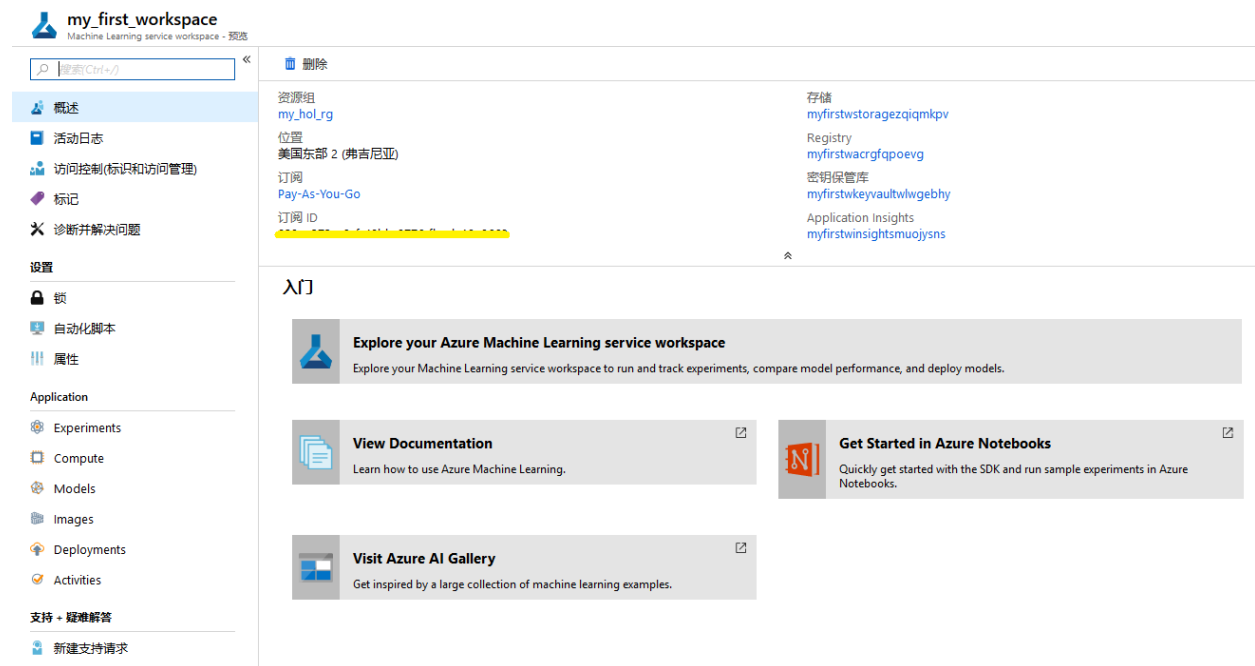 my_first_workspace
Machine Learning service workspace - 预览
搜索(Ctrl+/)
概述
活动日志
访问控制(标识和访问管理)
标记
诊断并解决问题
设置
锁
自动化脚本
属性
Application
Experiments
Compute
Models
Images
Deployments
Activities
支持 + 疑难解答
新建支持请求
删除
资源组
my_hol_rg
位置
美国东部 2 (弗吉尼亚)
订阅
Pay-As-You-Go
订阅 ID
存储
myfirstwstoragezqiqmkpv
Registry
myfirstwacrgfqpoevg
密钥保管库
myfirstwkeyvaultwlwgebhy
Application Insights
myfirstwinsightsmuojysns
入门
Explore your Azure Machine Learning service workspace
Explore your Machine Learning service workspace to run and track experiments, compare model performance, and deploy models.
View Documentation
Learn how to use Azure Machine Learning.
Get Started in Azure Notebooks
Quickly get started with the SDK and run sample experiments in Azure
Notebooks.
Visit Azure AI Gallery
Get inspired by a large collection of machine learning examples.